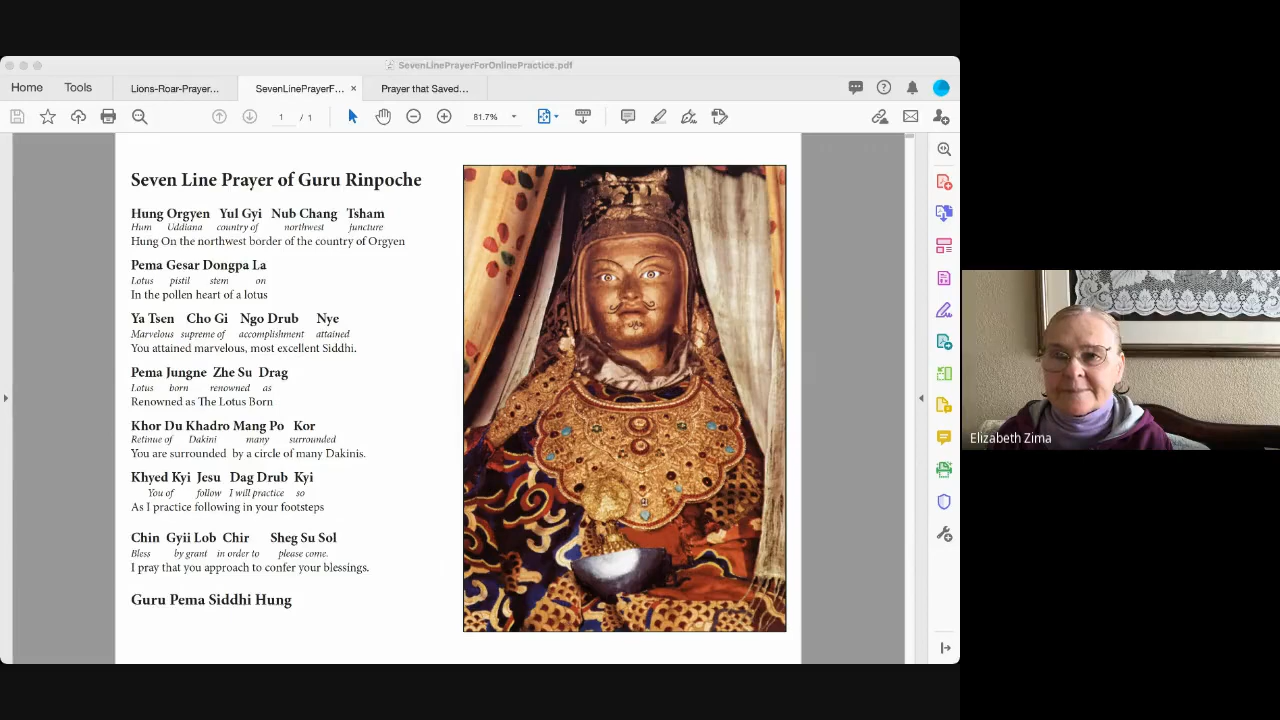 SevenLinePrayerForOnlinePractice.pdf
Home
Tools
Lions-Roar-Prayer...
SevenLinePrayerF...
Prayer that Saved...
1 / 1
81.7%
Seven Line Prayer of Guru Rinpoche
Hung Orgyen Yul Gyi Nub Chang Tsham
Hum Uddiana country of northwest juncture
Hung On the northwest border of the country of Orgyen
Pema Gesar Dongpa La
Lotus pistil stem on
In the pollen heart of a lotus
Ya Tsen Cho Gi Ngo Drub Nye
Marvelous supreme of accomplishment attained
You attained marvelous, most excellent Siddhi.
Pema Jungne Zhe Su Drag
Lotus born renowned as
Renowned as The Lotus Born
Khor Du Khadro Mang Po Kor
Retinue of Dakini many surrounded
You are surrounded by a circle of many Dakinis.
Khyed Kyi Jesu Dag Drub Kyi
You of follow I will practice so
As I practice following in your footsteps
Chin Gyii Lob Chir Sheg Su Sol
Bless by grant in order to please come.
I pray that you approach to confer your blessings.
Guru Pema Siddhi Hung
Elizabeth Zima